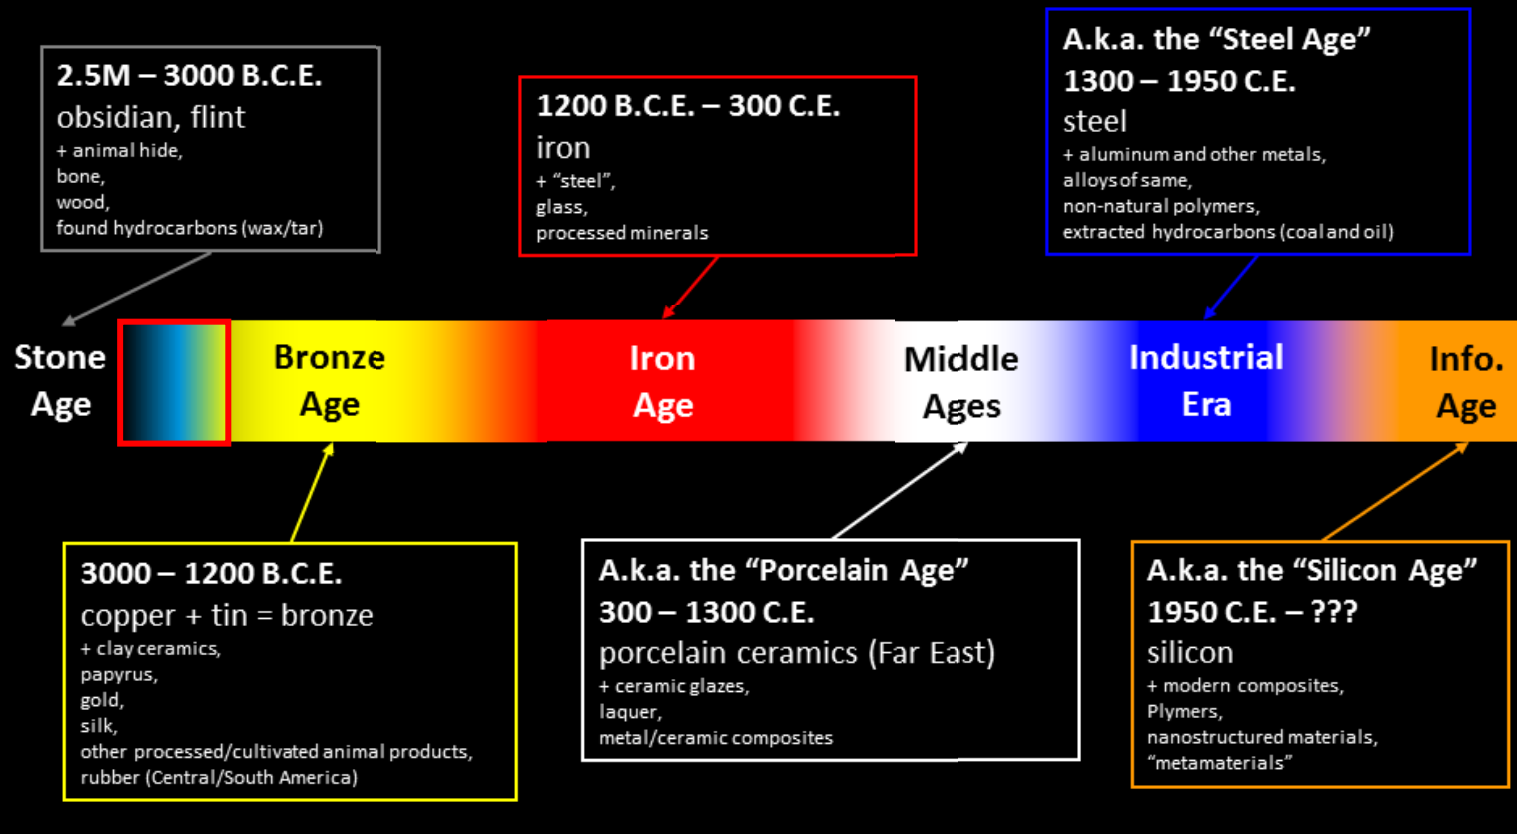 2.5M – 3000 B.C.E.
obsidian, flint
+ animal hide,
bone,
wood,
found hydrocarbons (wax/tar)
1200 B.C.E. – 300 C.E.
iron
+ “steel”,
glass,
processed minerals
A.k.a. the “Steel Age”
1300 – 1950 C.E.
steel
+ aluminum and other metals,
alloys of same,
non-natural polymers,
extracted hydrocarbons (coal and oil)
Stone
Age
Bronze
Age
Iron
Age
Middle
Ages
Industrial
Era
Info.
Age
3000 – 1200 B.C.E.
copper + tin = bronze
+ clay ceramics,
papyrus,
gold,
silk,
other processed/cultivated animal products,
rubber (Central/South America)
A.k.a. the “Porcelain Age”
300 – 1300 C.E.
porcelain ceramics (Far East)
+ ceramic glazes,
laquer,
metal/ceramic composites
A.k.a. the “Silicon Age”
1950 C.E. – ???
silicon
+ modern composites,
Plymers,
nanostructured materials,
“metamaterials”